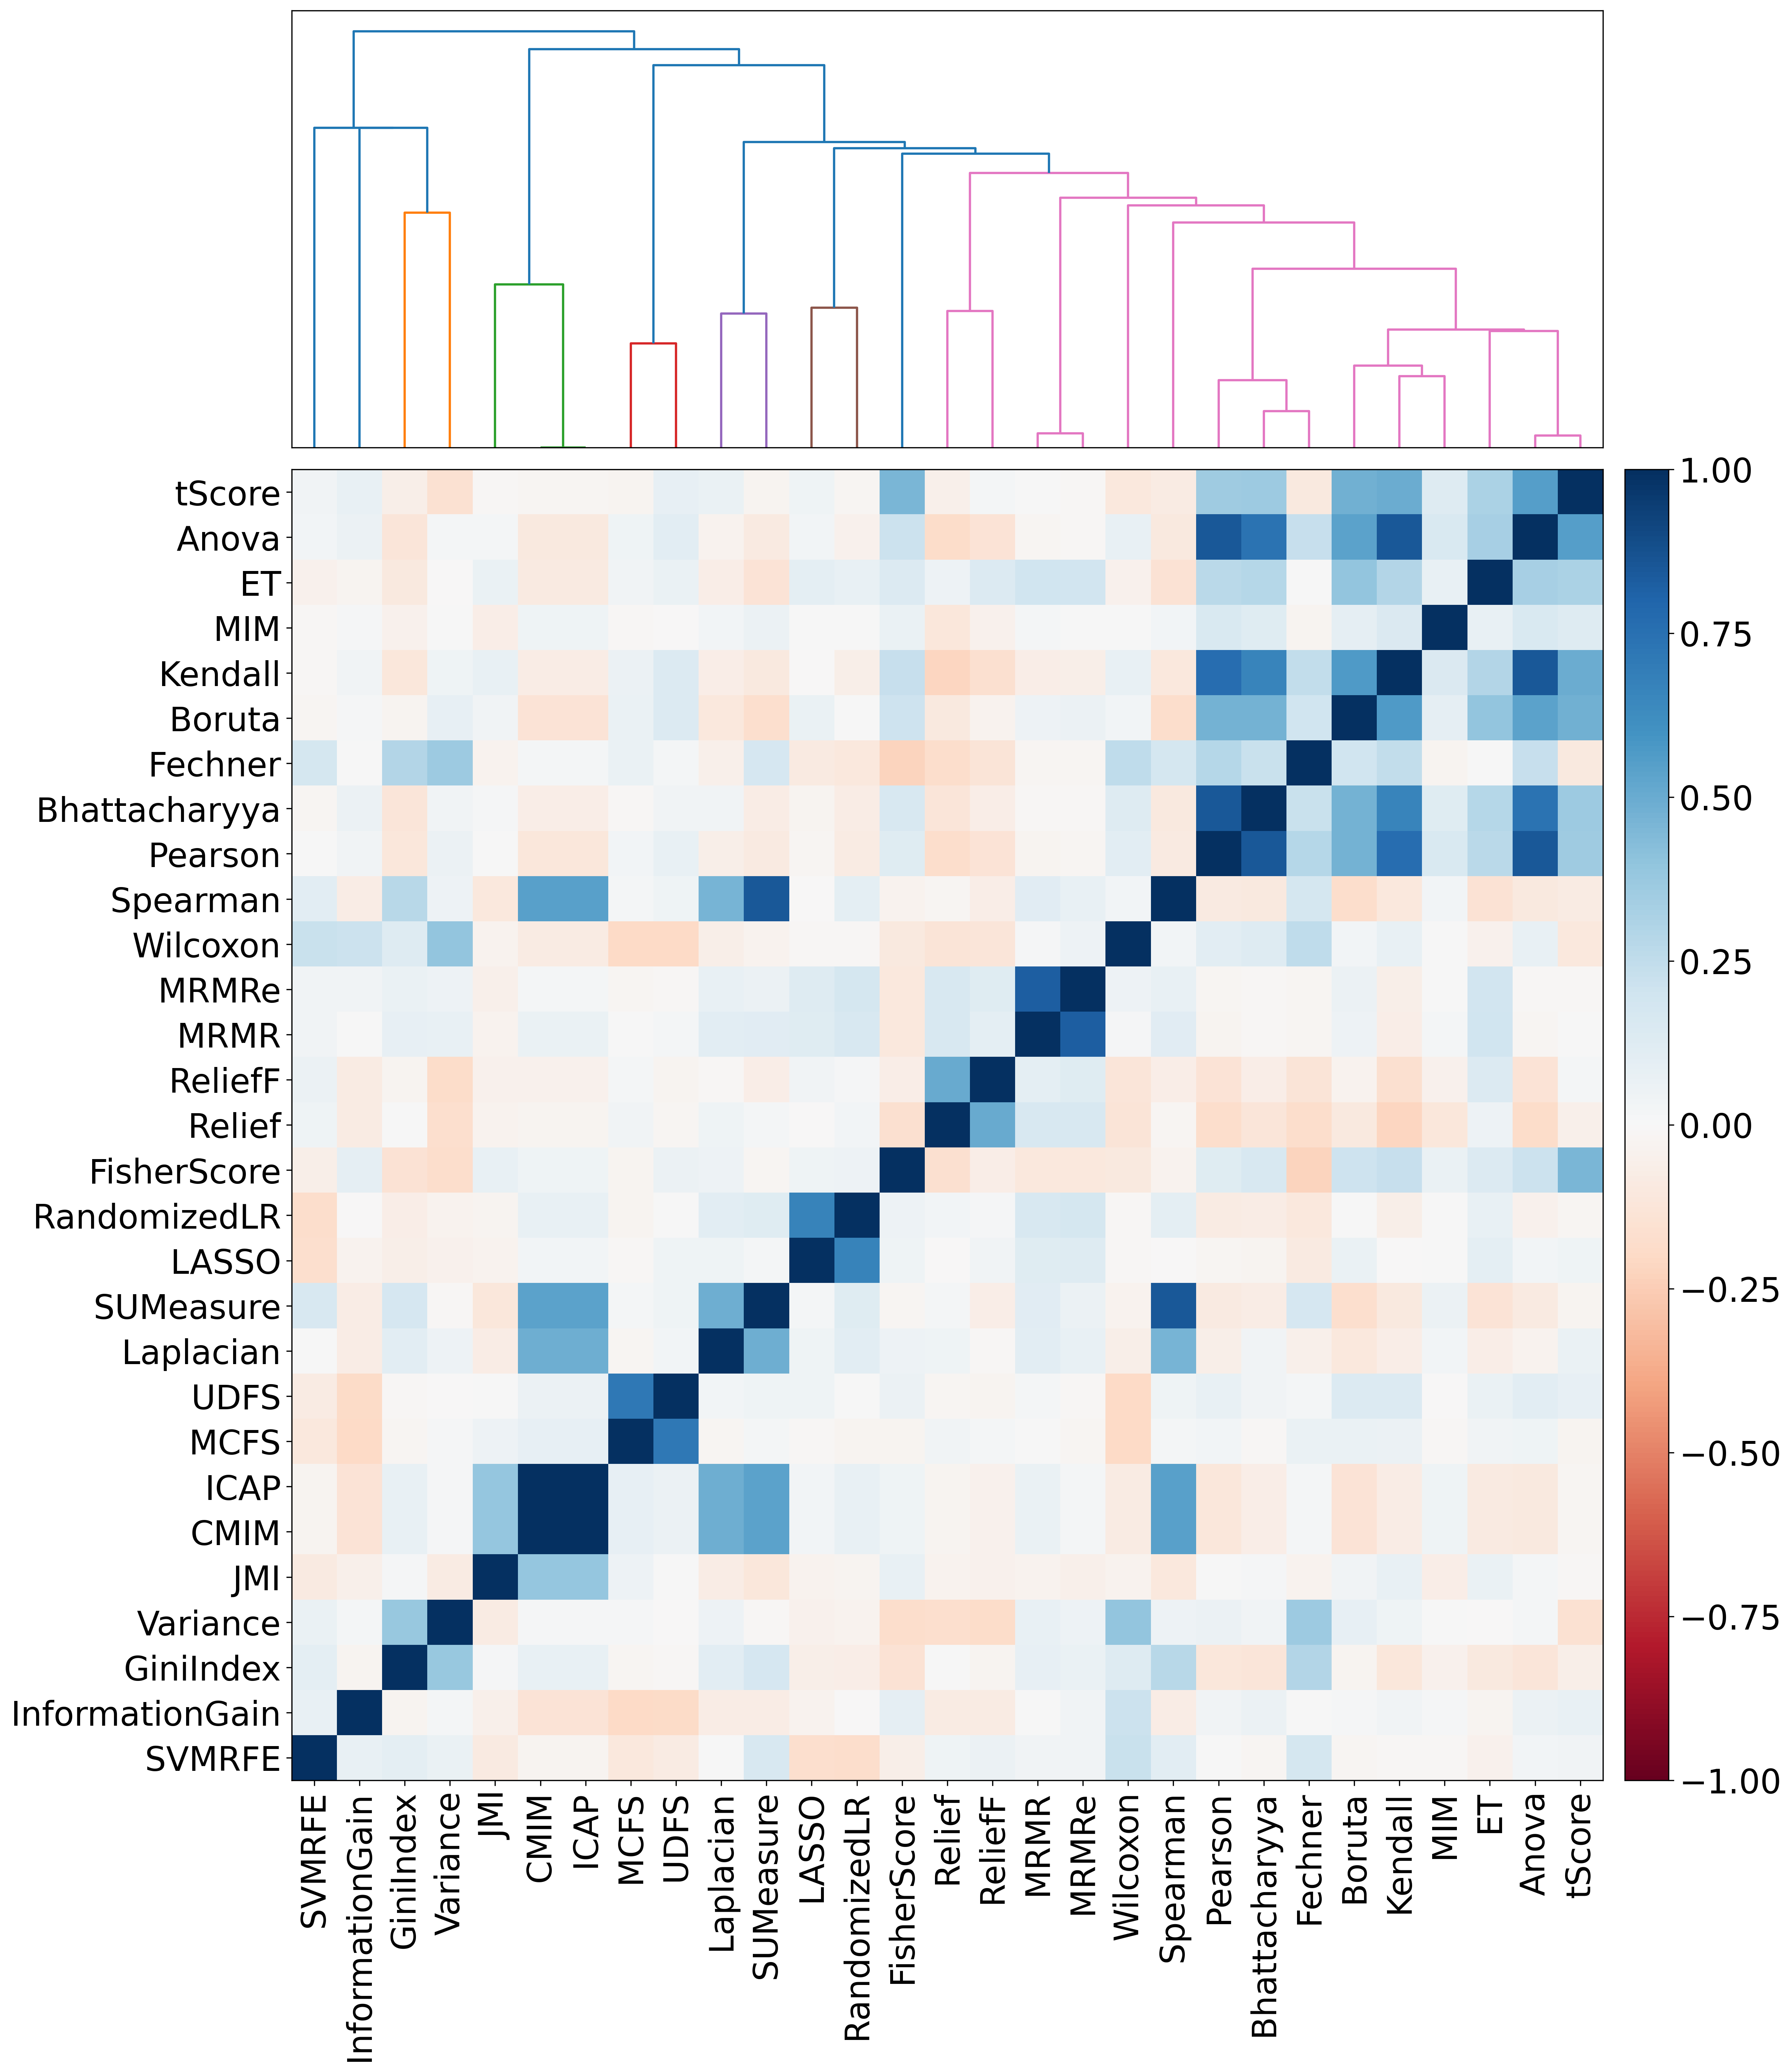 tScore
Anova
ET
MIM
Kendall
Boruta
Fechner
Bhattacharyya
Pearson
Spearman
Wilcoxon
MRMRe
MRMR
ReliefF
Relief
FisherScore
RandomizedLR
LASSO
SUMeasure
Laplacian
UDFS
MCFS
ICAP
CMIM
JMI
Variance
GiniIndex
InformationGain
SVMRFE
1.00
0.75
0.50
0.25
0.00
−0.25
−0.50
−0.75
−1.00
SVMRFE
InformationGain
GiniIndex
Variance
JMI
CMIM
ICAP
MCFS
UDFS
Laplacian
SUMeasure
LASSO
RandomizedLR
FisherScore
Relief
ReliefF
MRMR
MRMRe
Wilcoxon
Spearman
Pearson
Bhattacharyya
Fechner
Boruta
Kendall
MIM
ET
Anova
tScore